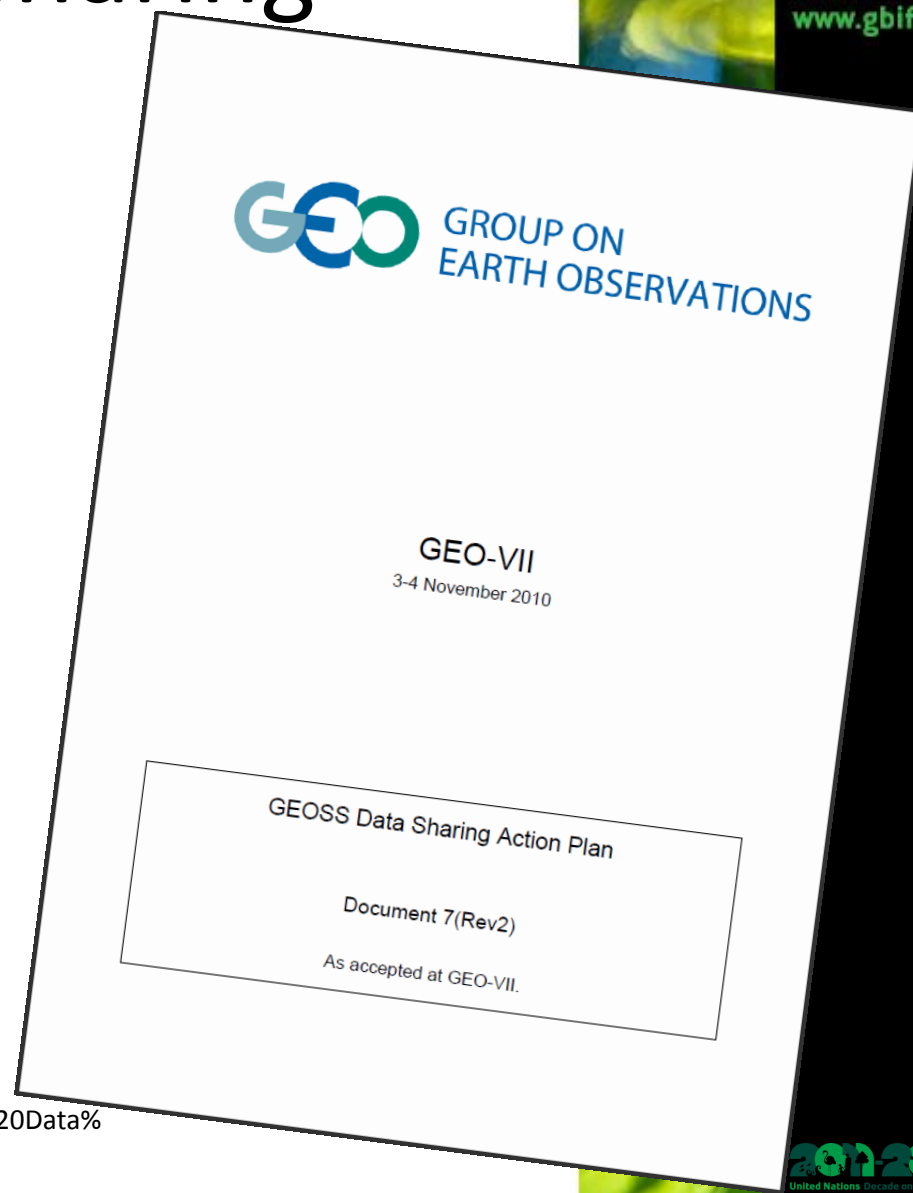 www.gbif
GEO GROUP ON
EARTH OBSERVATIONS
GEO-VII
3-4 November 2010
GEOSS Data Sharing Action Plan
Document 7(Rev2)
As accepted at GEO-VII.
20Data%
United Nations Decade on